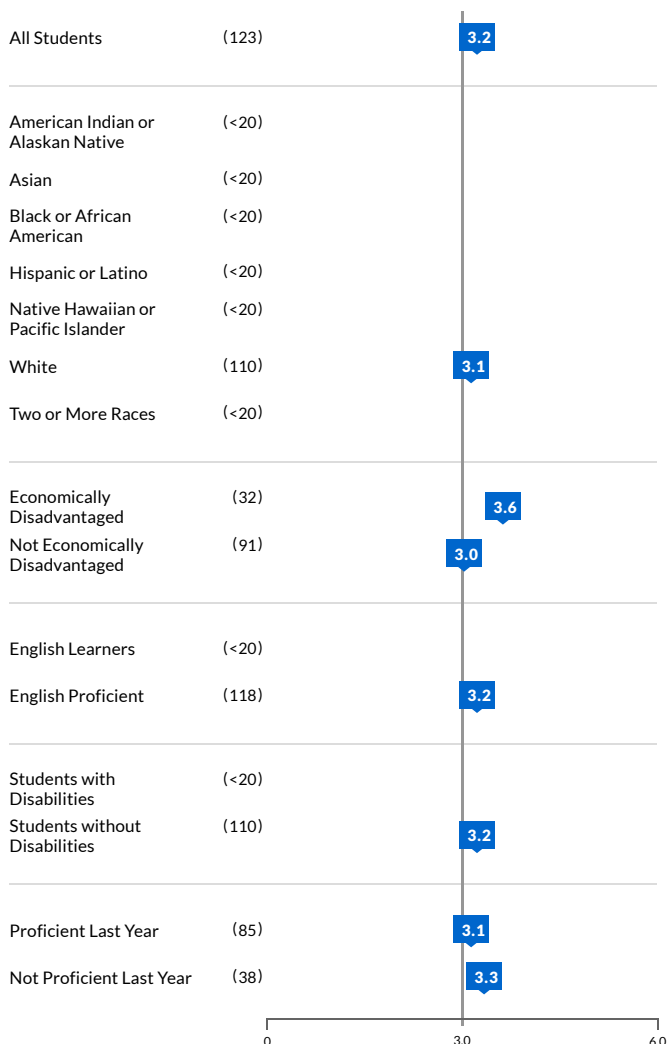 All Students (123) 3.2
American Indian or (<20)
Alaskan Native
Asian (<20)
Black or African (<20)
American
Hispanic or Latino (<20)
Native Hawaiian or (<20)
Pacific Islander
White (110) 3.1
Two or More Races (<20)
Economically (32) 3.6
Disadvantaged
Not Economically (91) 3.0
Disadvantaged
English Learners (<20)
English Proficient (118) 3.2
Students with (<20)
Disabilities
Students without (110) 3.2
Disabilities
Proficient Last Year (85) 3.1
Not Proficient Last Year (38) 3.3
0 3.0 6.0